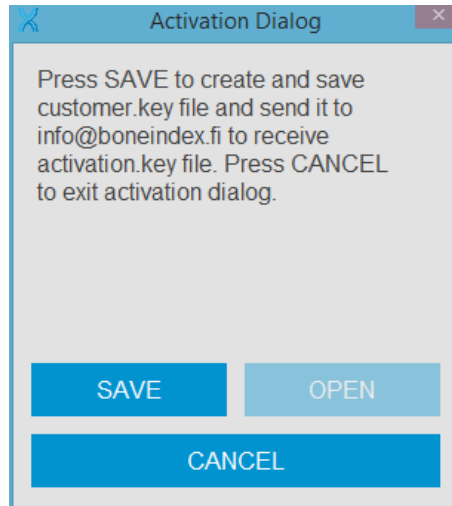 Activation Dialog
Press SAVE to create and save
customer.key file and send it to
info@boneindex.fi to receive
activation.key file. Press CANCEL
to exit activation dialog.
SAVE
OPEN
CANCEL